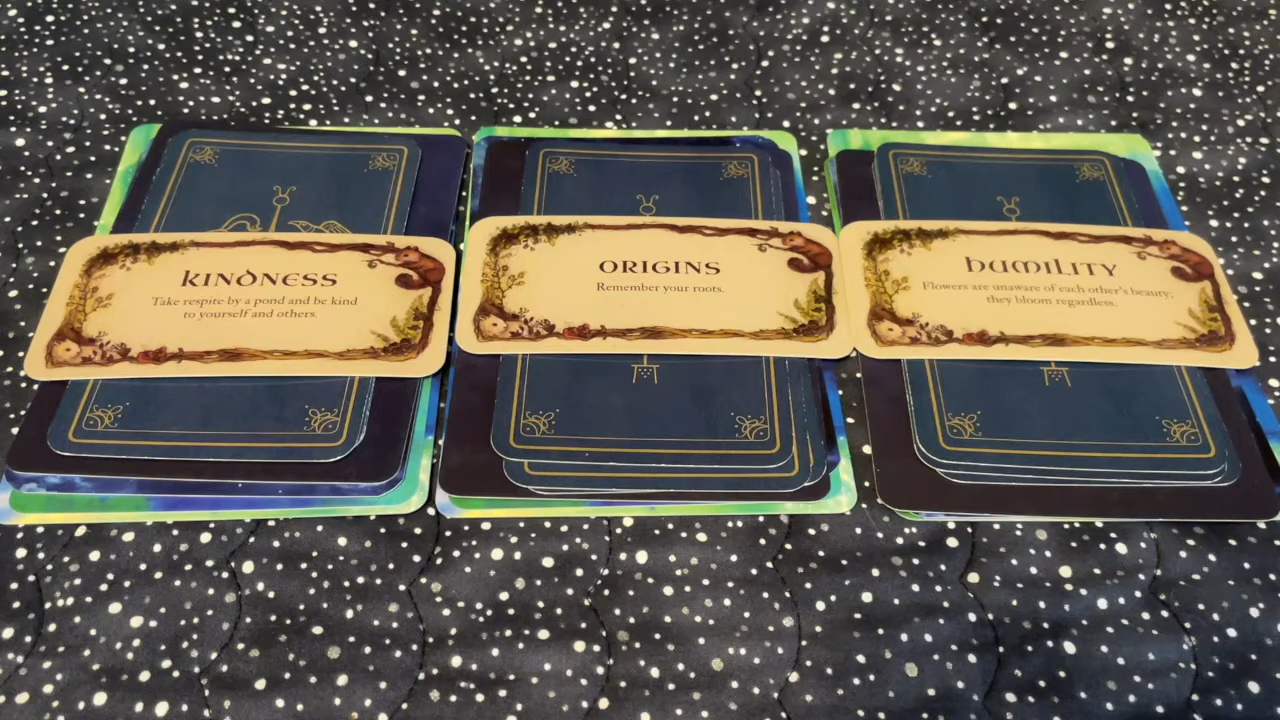 KINDNESS
Take respite by a pond and be kind
to yourself and others.
ORIGINS
Remember your roots.
HUMILITY
Flowers are unaware of each other's beauty;
they bloom regardless.